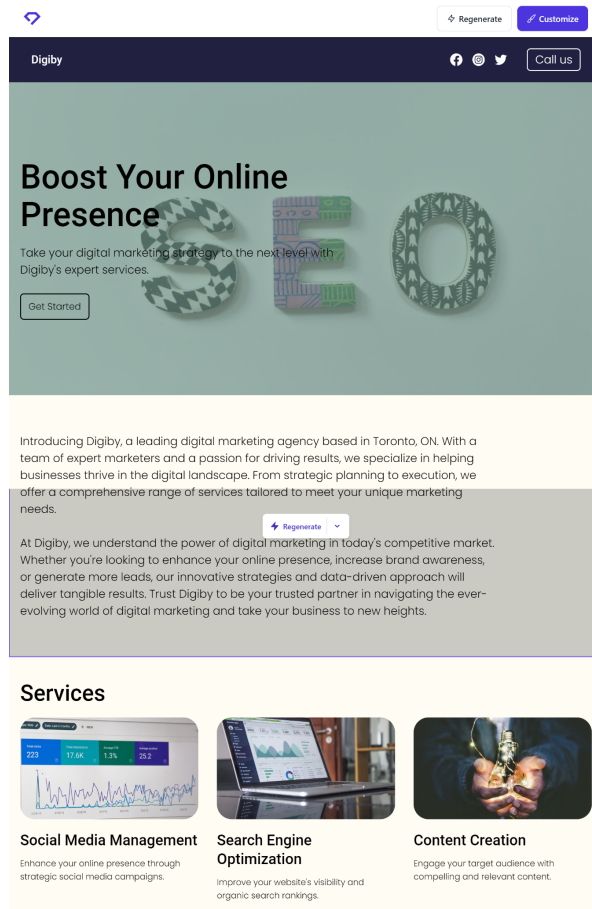 Regenerate
Customize
Digiby
Call us
Boost Your Online
Presence
SEO
Take your digital marketing strategy to the next level with
Digiby's expert services.
Get Started
Introducing Digiby, a leading digital marketing agency based in Toronto, ON. With a
team of expert marketers and a passion for driving results, we specialize in helping
businesses thrive in the digital landscape. From strategic planning to execution, we
offer a comprehensive range of services tailored to meet your unique marketing
needs.
Regenerate
At Digiby, we understand the power of digital marketing in today's competitive market.
Whether you're looking to enhance your online presence, increase brand awareness,
or generate more leads, our innovative strategies and data-driven approach will
deliver tangible results. Trust Digiby to be your trusted partner in navigating the ever-
evolving world of digital marketing and take your business to new heights.
Services
223
17.6K
1.3%
25.2
Social Media Management
Enhance your online presence through
strategic social media campaigns.
Search Engine
Optimization
Improve your website's visibility and
organic search rankings.
Content Creation
Engage your target audience with
compelling and relevant content.